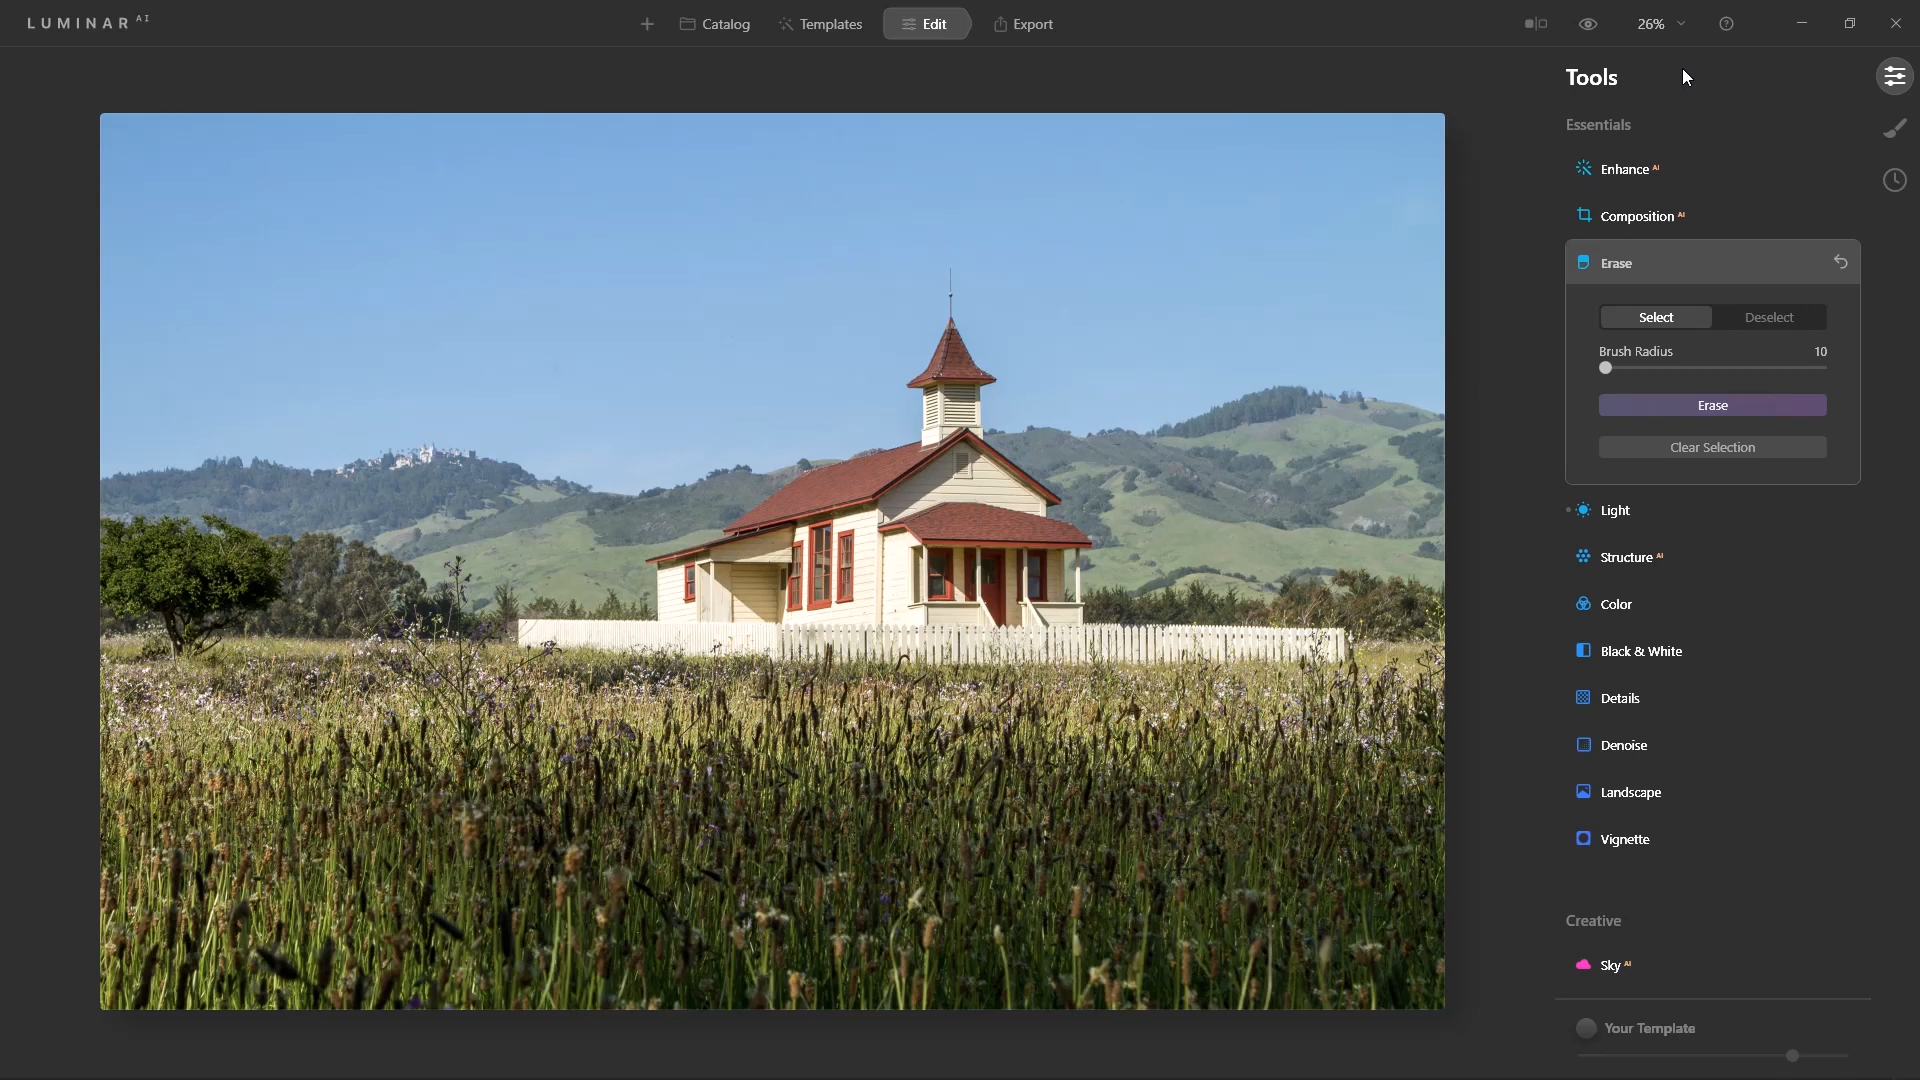 LUMINAR AI
Catalog
Templates
Edit
Export
26%
Tools
Essentials
Enhance AI
Composition AI
Erase
Select
Deselect
Brush Radius 10
Erase
Clear Selection
Light
Structure AI
Color
Black & White
Details
Denoise
Landscape
Vignette
Creative
Sky AI
Your Template